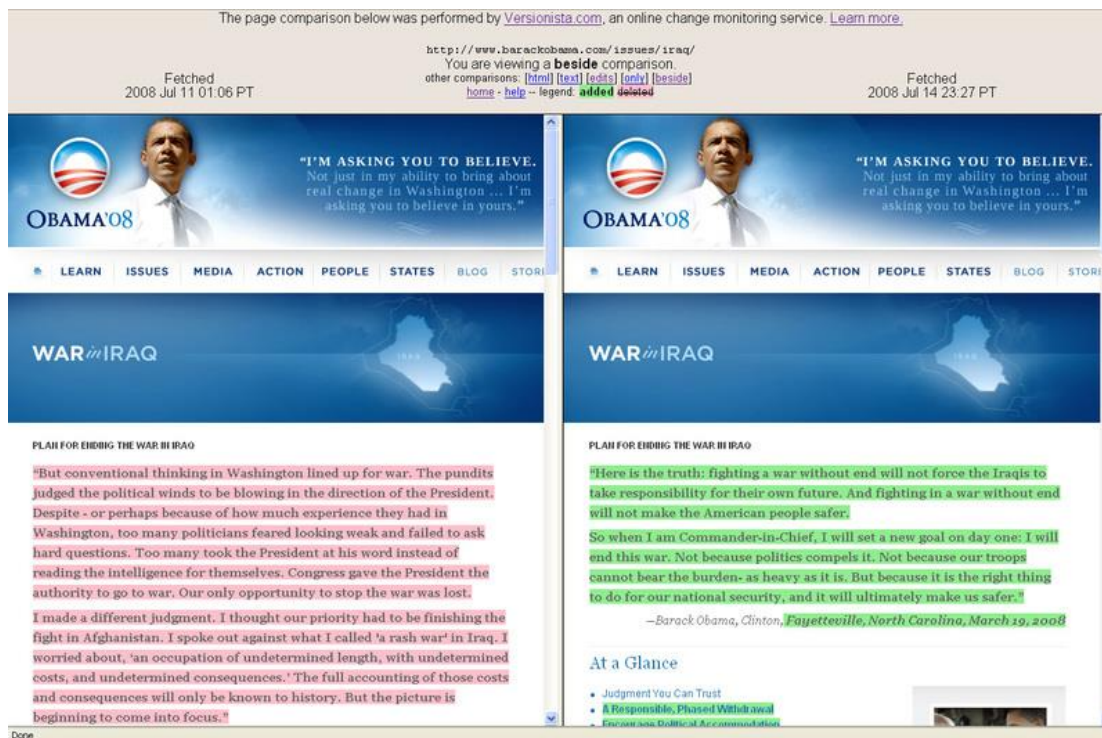 The page comparison below was performed by Versionista.com, an online change monitoring service. Learn more.
http://www.barackobama.com/issues/iraq/
You are viewing a beside comparison.
other comparisons: [html] [text] [edits] [only] [beside]
home - help -- legend: added deleted
Fetched
2008 Jul 11 01:06 PT
Fetched
2008 Jul 14 23:27 PT
“I’M ASKING YOU TO BELIEVE.
Not just in my ability to bring about
real change in Washington ... I’m
asking you to believe in yours.”
OBAMA’08
LEARN ISSUES MEDIA ACTION PEOPLE STATES BLOG STORI
WAR in IRAQ
IRAQ
PLAN FOR ENDING THE WAR IN IRAQ
“But conventional thinking in Washington lined up for war. The pundits
judged the political winds to be blowing in the direction of the President.
Despite - or perhaps because of how much experience they had in
Washington, too many politicians feared looking weak and failed to ask
hard questions. Too many took the President at his word instead of
reading the intelligence for themselves. Congress gave the President the
authority to go to war. Our only opportunity to stop the war was lost.
I made a different judgment. I thought our priority had to be finishing the
fight in Afghanistan. I spoke out against what I called 'a rash war' in Iraq. I
worried about, ‘an occupation of undetermined length, with undetermined
costs, and undetermined consequences.’ The full accounting of those costs
and consequences will only be known to history. But the picture is
beginning to come into focus.”
“I’M ASKING YOU TO BELIEVE.
Not just in my ability to bring about
real change in Washington ... I’m
asking you to believe in yours.”
OBAMA’08
LEARN ISSUES MEDIA ACTION PEOPLE STATES BLOG STORI
WAR in IRAQ
IRAQ
PLAN FOR ENDING THE WAR IN IRAQ
“Here is the truth: fighting a war without end will not force the Iraqis to
take responsibility for their own future. And fighting in a war without end
will not make the American people safer.
So when I am Commander-in-Chief, I will set a new goal on day one: I will
end this war. Not because politics compels it. Not because our troops
cannot bear the burden- as heavy as it is. But because it is the right thing
to do for our national security, and it will ultimately make us safer.”
—Barack Obama, Clinton, Fayetteville, North Carolina, March 19, 2008
At a Glance
Judgment You Can Trust
A Responsible, Phased Withdrawal
Encourage Political Accommodation
Done